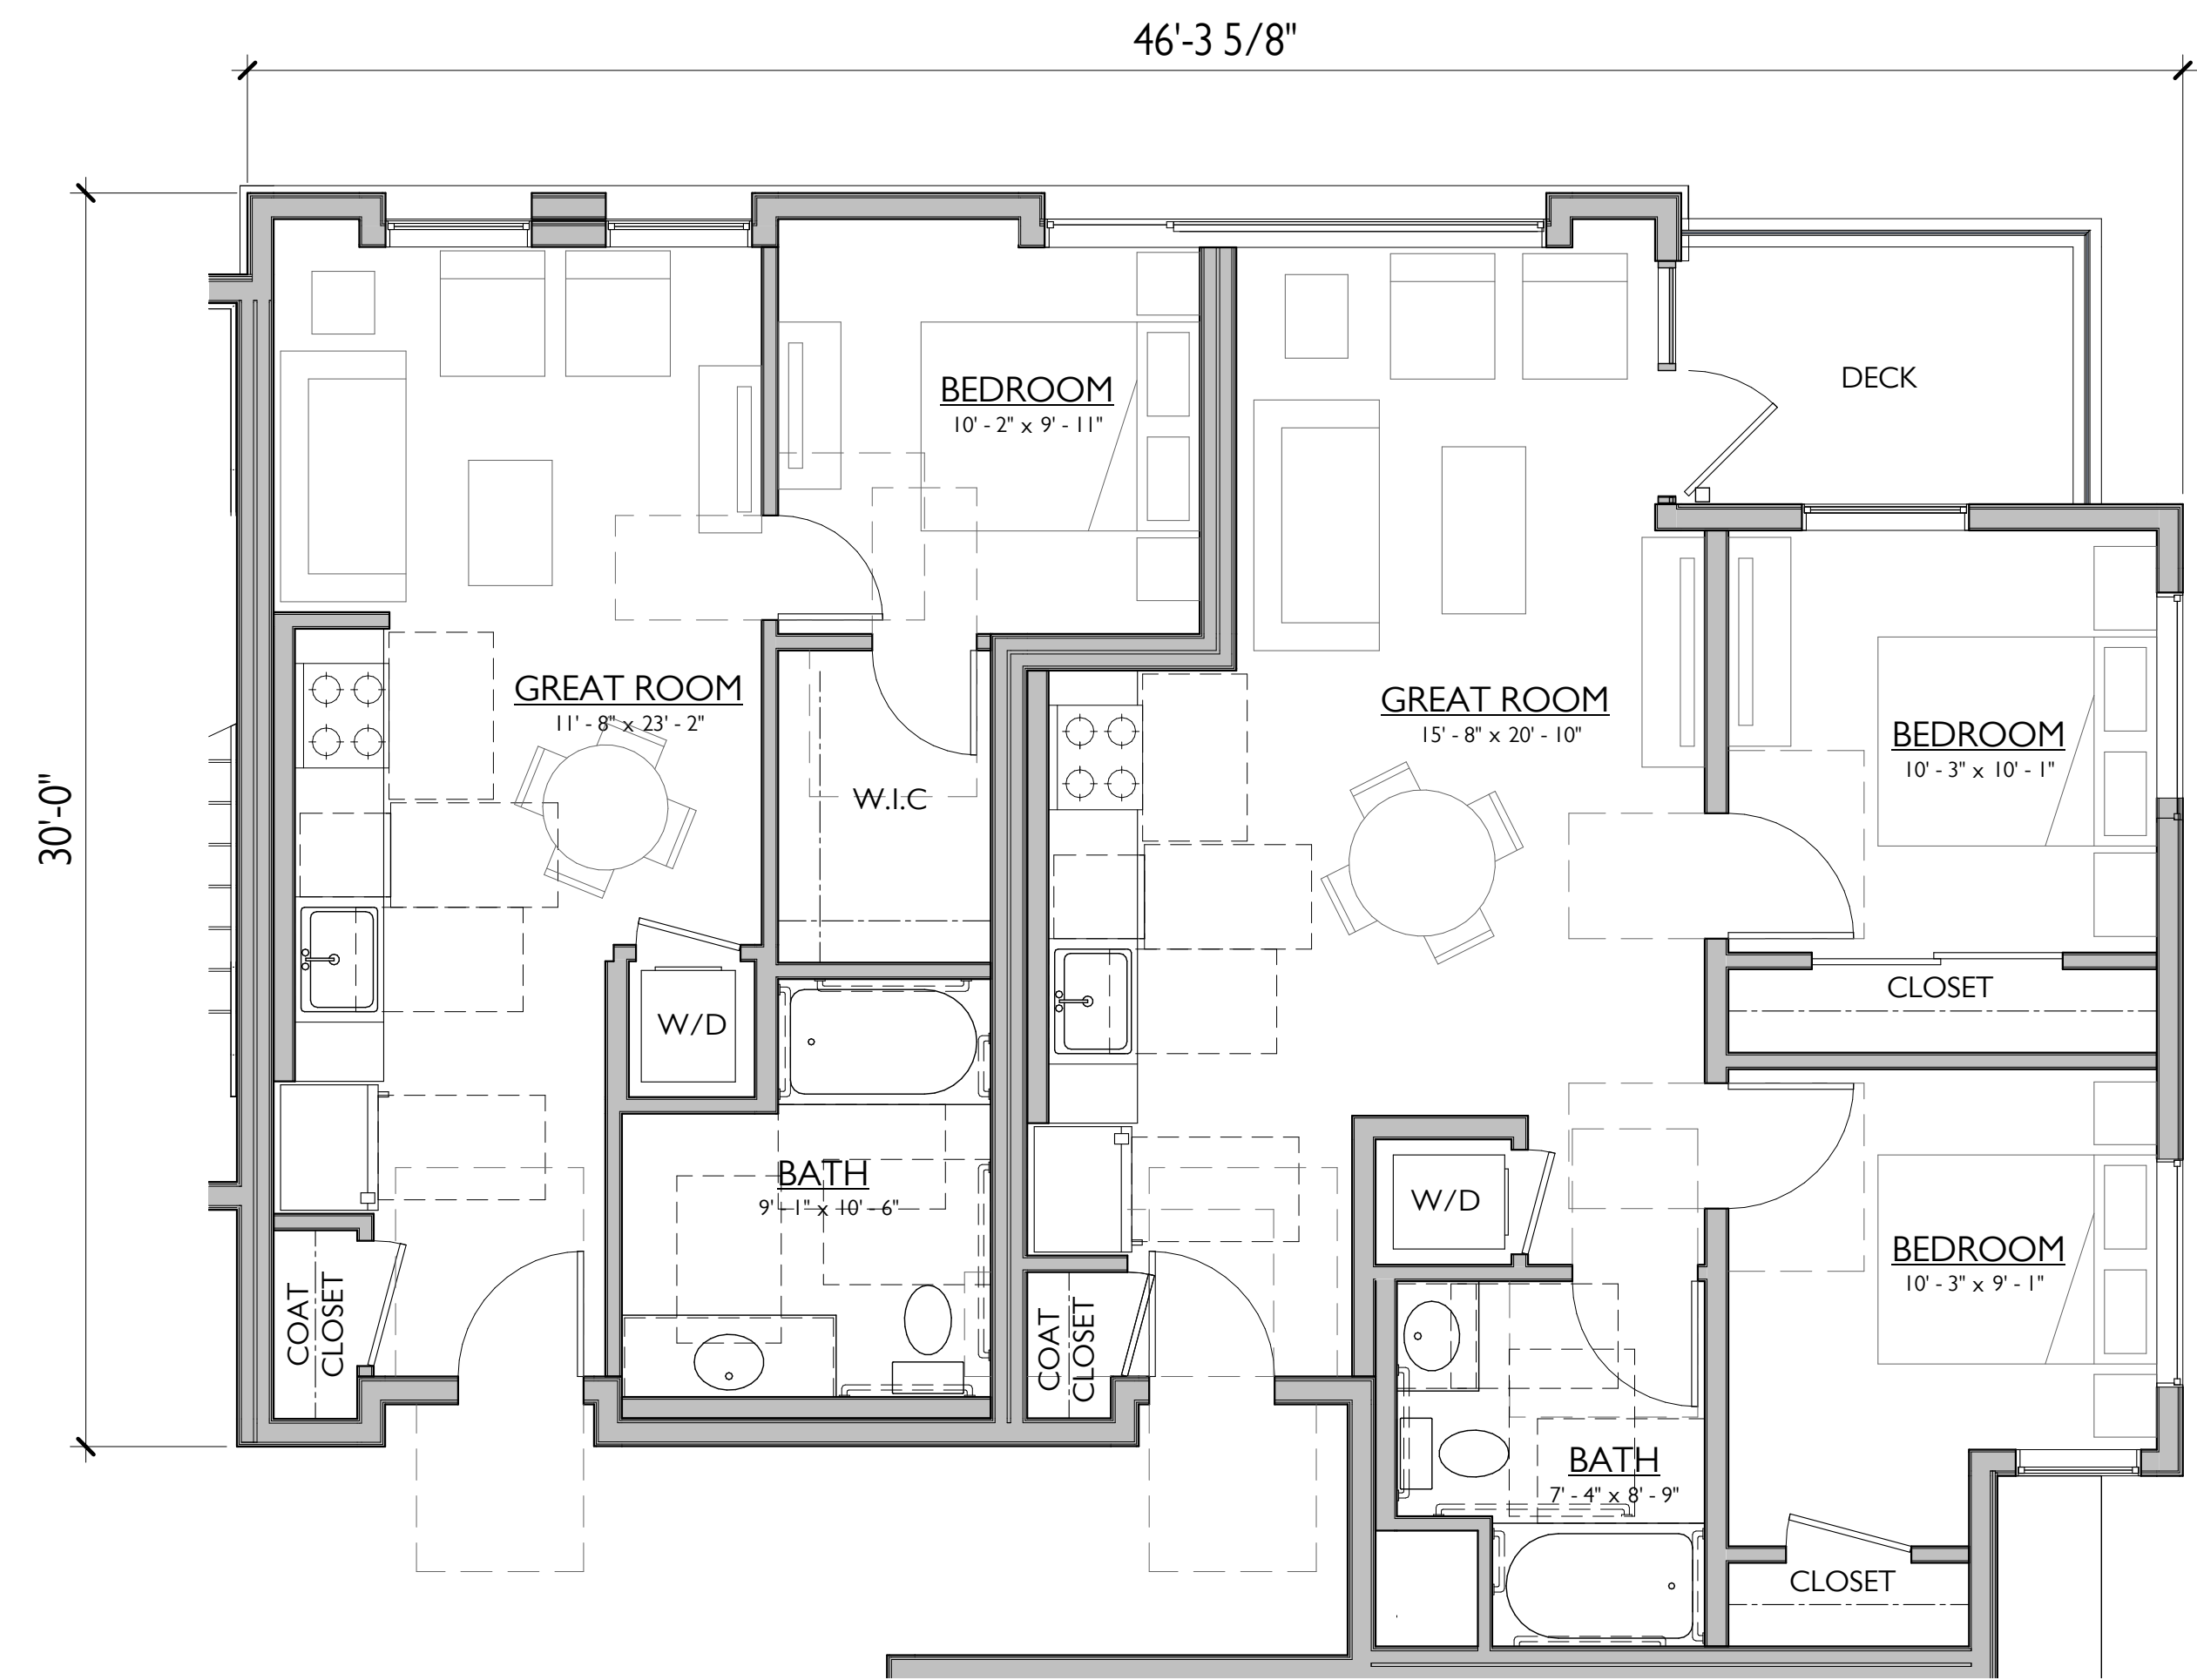 46'-3 5/8"
30'-0"
BEDROOM
10' - 2" x 9' - 11"
DECK
GREAT ROOM
11' - 8" x 23' - 2"
GREAT ROOM
15' - 8" x 20' - 10"
BEDROOM
10' - 3" x 10' - 1"
W.I.C
CLOSET
W/D
BATH
9' - 1" x 10' - 6"
W/D
BEDROOM
10' - 3" x 9' - 1"
COAT
CLOSET
COAT
CLOSET
BATH
7' - 4" x 8' - 9"
CLOSET